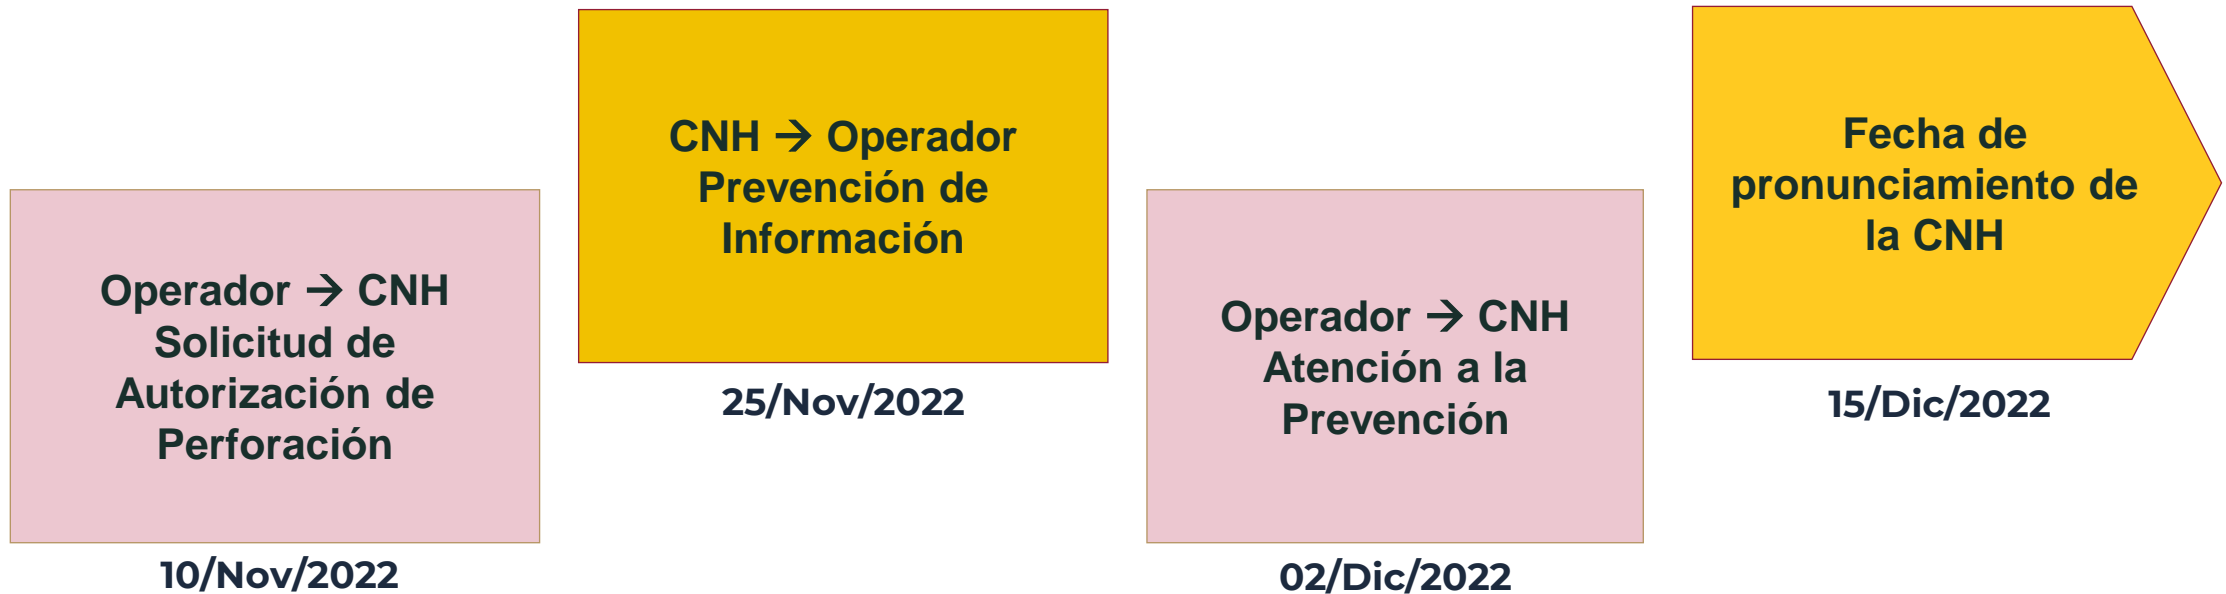 Operador → CNH
Solicitud de
Autorización de
Perforación
10/Nov/2022
CNH → Operador
Prevención de
Información
25/Nov/2022
Operador → CNH
Atención a la
Prevención
02/Dic/2022
Fecha de
pronunciamiento de
la CNH
15/Dic/2022